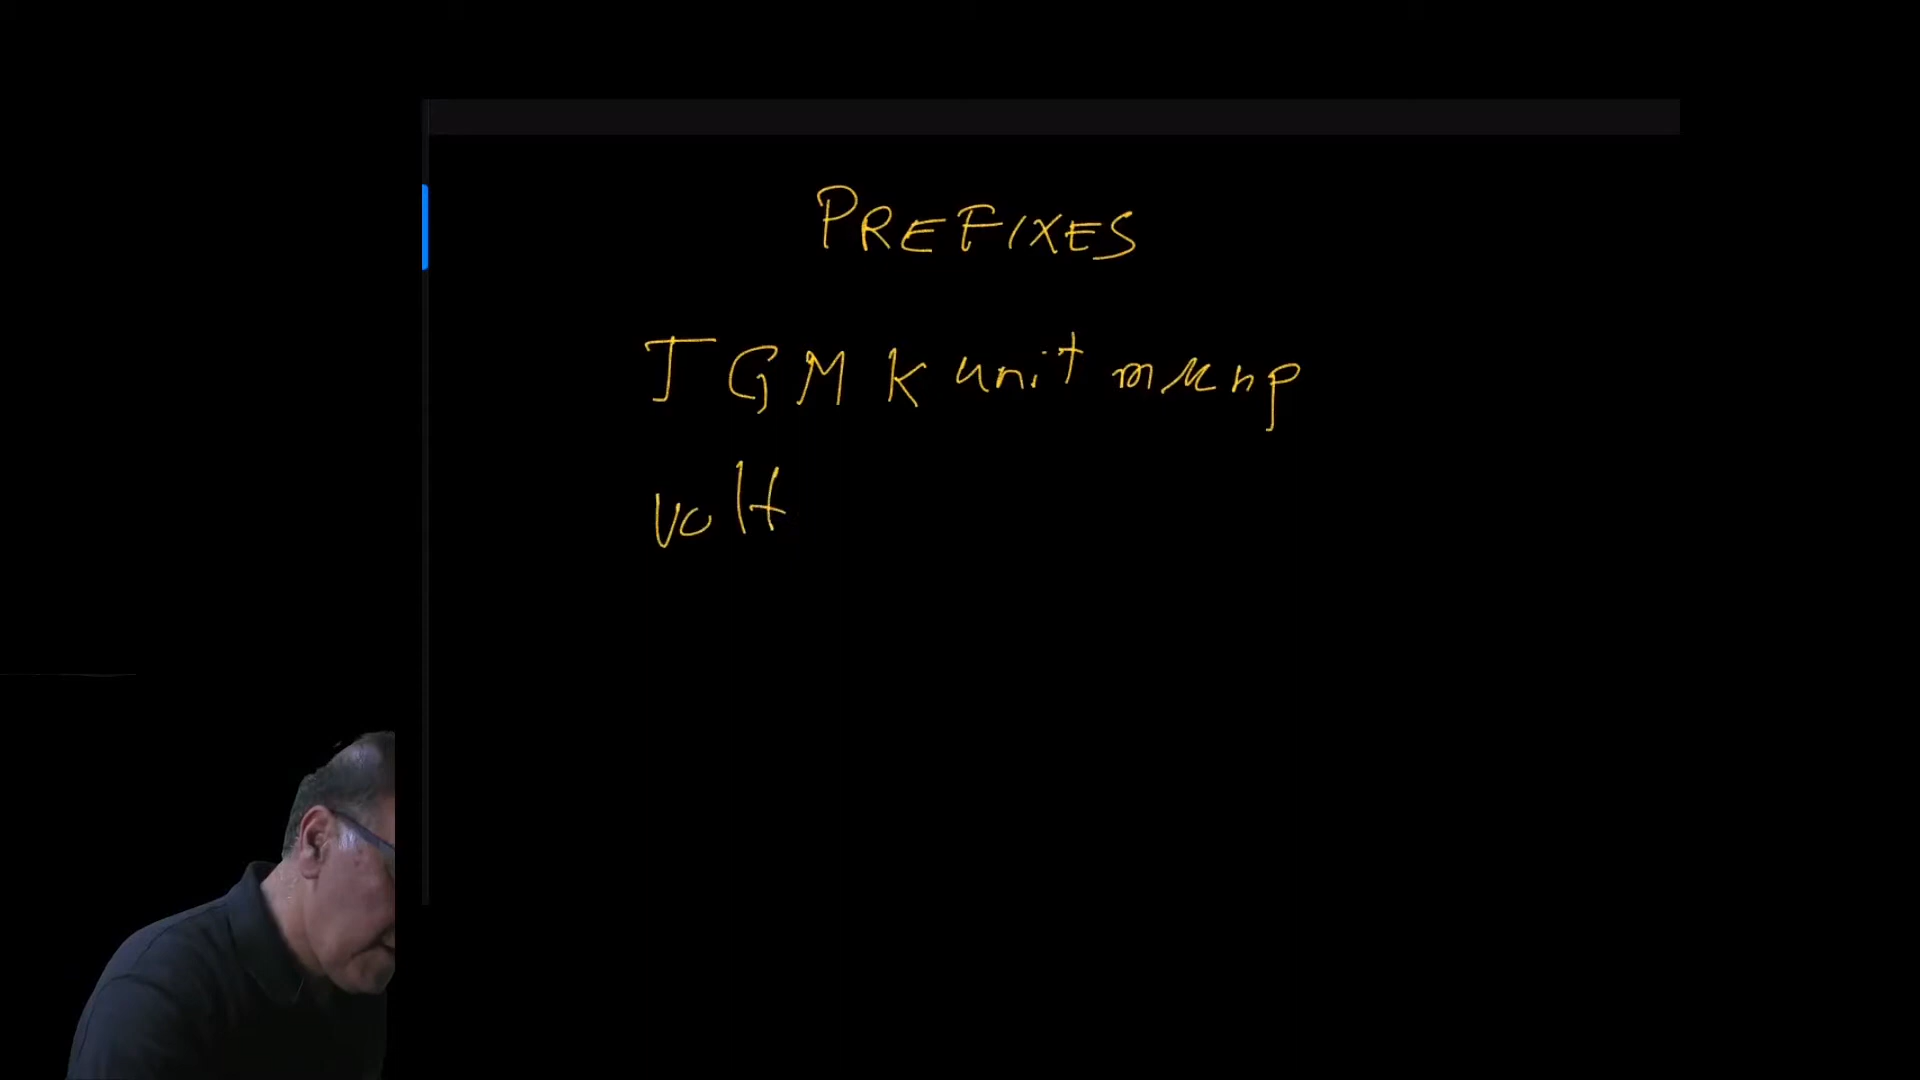 PREFIXES
T G M K unit m μ n p
volt